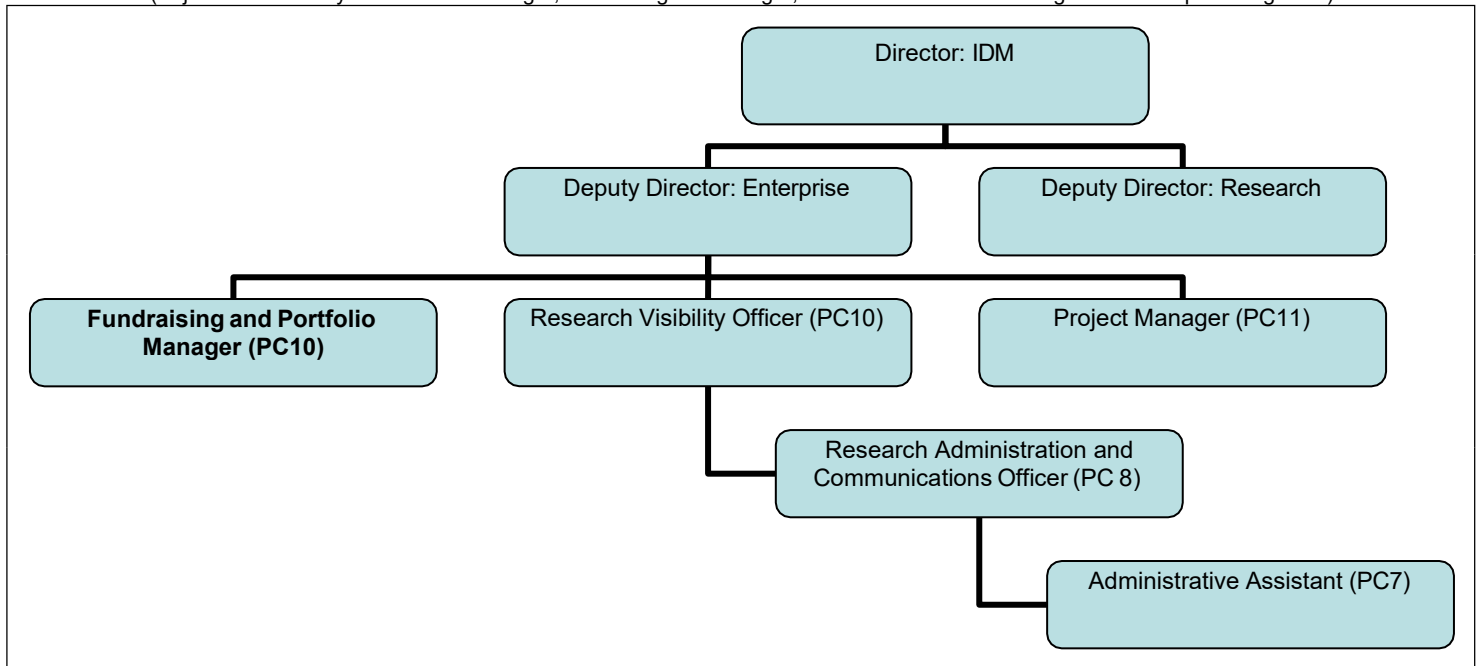 Director: IDM
Deputy Director: Enterprise
Deputy Director: Research
Fundraising and Portfolio
Manager (PC10)
Research Visibility Officer (PC10)
Project Manager (PC11)
Research Administration and
Communications Officer (PC 8)
Administrative Assistant (PC7)